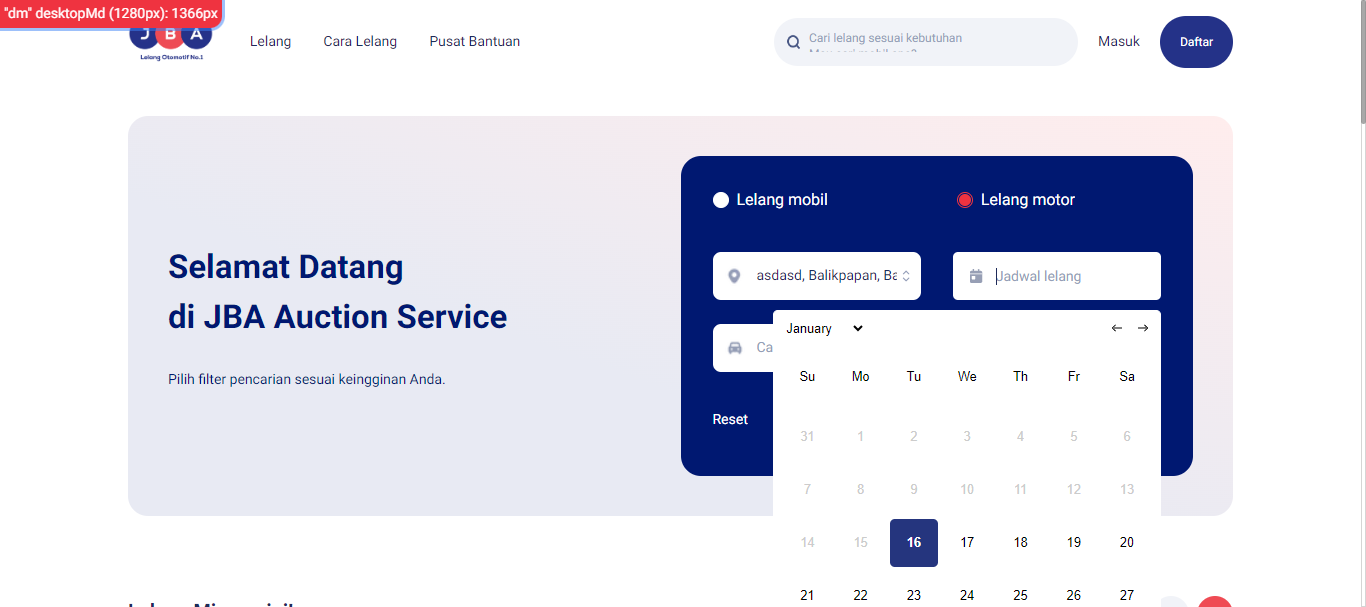 "dm" desktopMd (1280px): 1366px
JBA
Lelang Otomotif No.1
Lelang
Cara Lelang
Pusat Bantuan
Cari lelang sesuai kebutuhan
Masuk
Daftar
Lelang mobil
Lelang motor
Selamat Datang
di JBA Auction Service
Pilih filter pencarian sesuai keingginan Anda.
asdasd, Balikpapan, Ba
Jadwal lelang
Ca
Reset
January
Su Mo Tu We Th Fr Sa
31 1 2 3 4 5 6
7 8 9 10 11 12 13
14 15 16 17 18 19 20
21 22 23 24 25 26 27